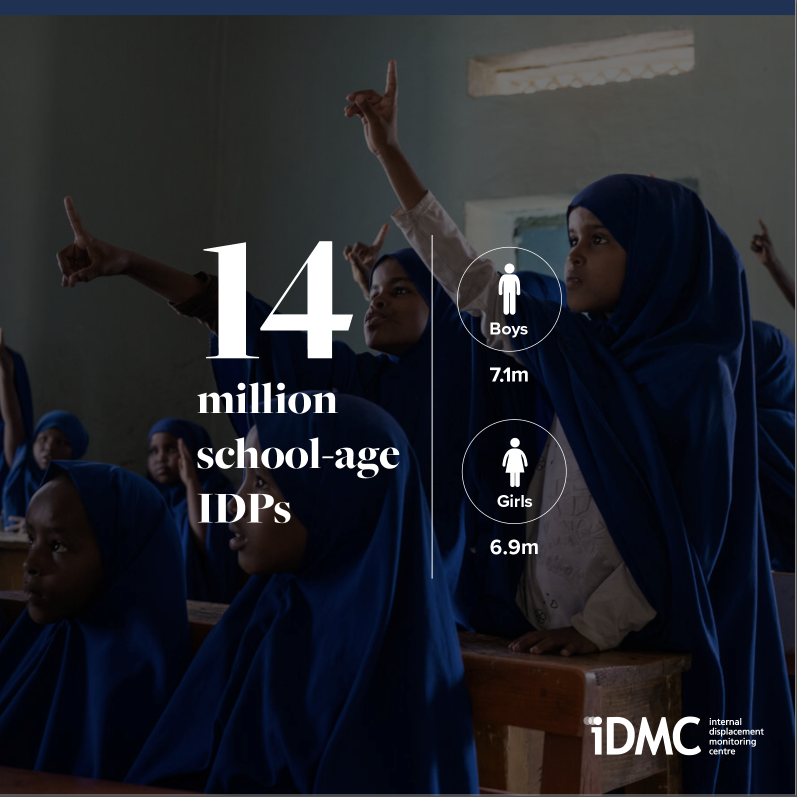 14
million
school-age
IDPs
Boys
7.1m
Girls
6.9m
iDMC
internal
displacement
monitoring
centre